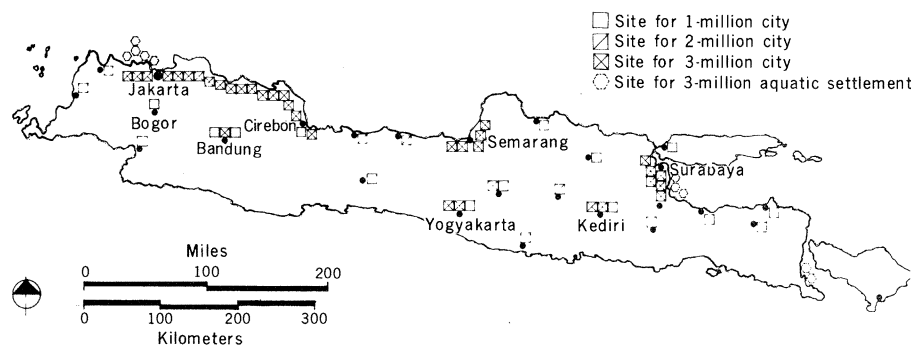 Site for 1-million city
Site for 2-million city
Site for 3-million city
Site for 3-million aquatic settlement
Jakarta
Bogor
Cirebon
Bandung
Semarang
Surabaya
Yogyakarta
Kediri
Miles
0 100 200
0 100 200 300
Kilometers